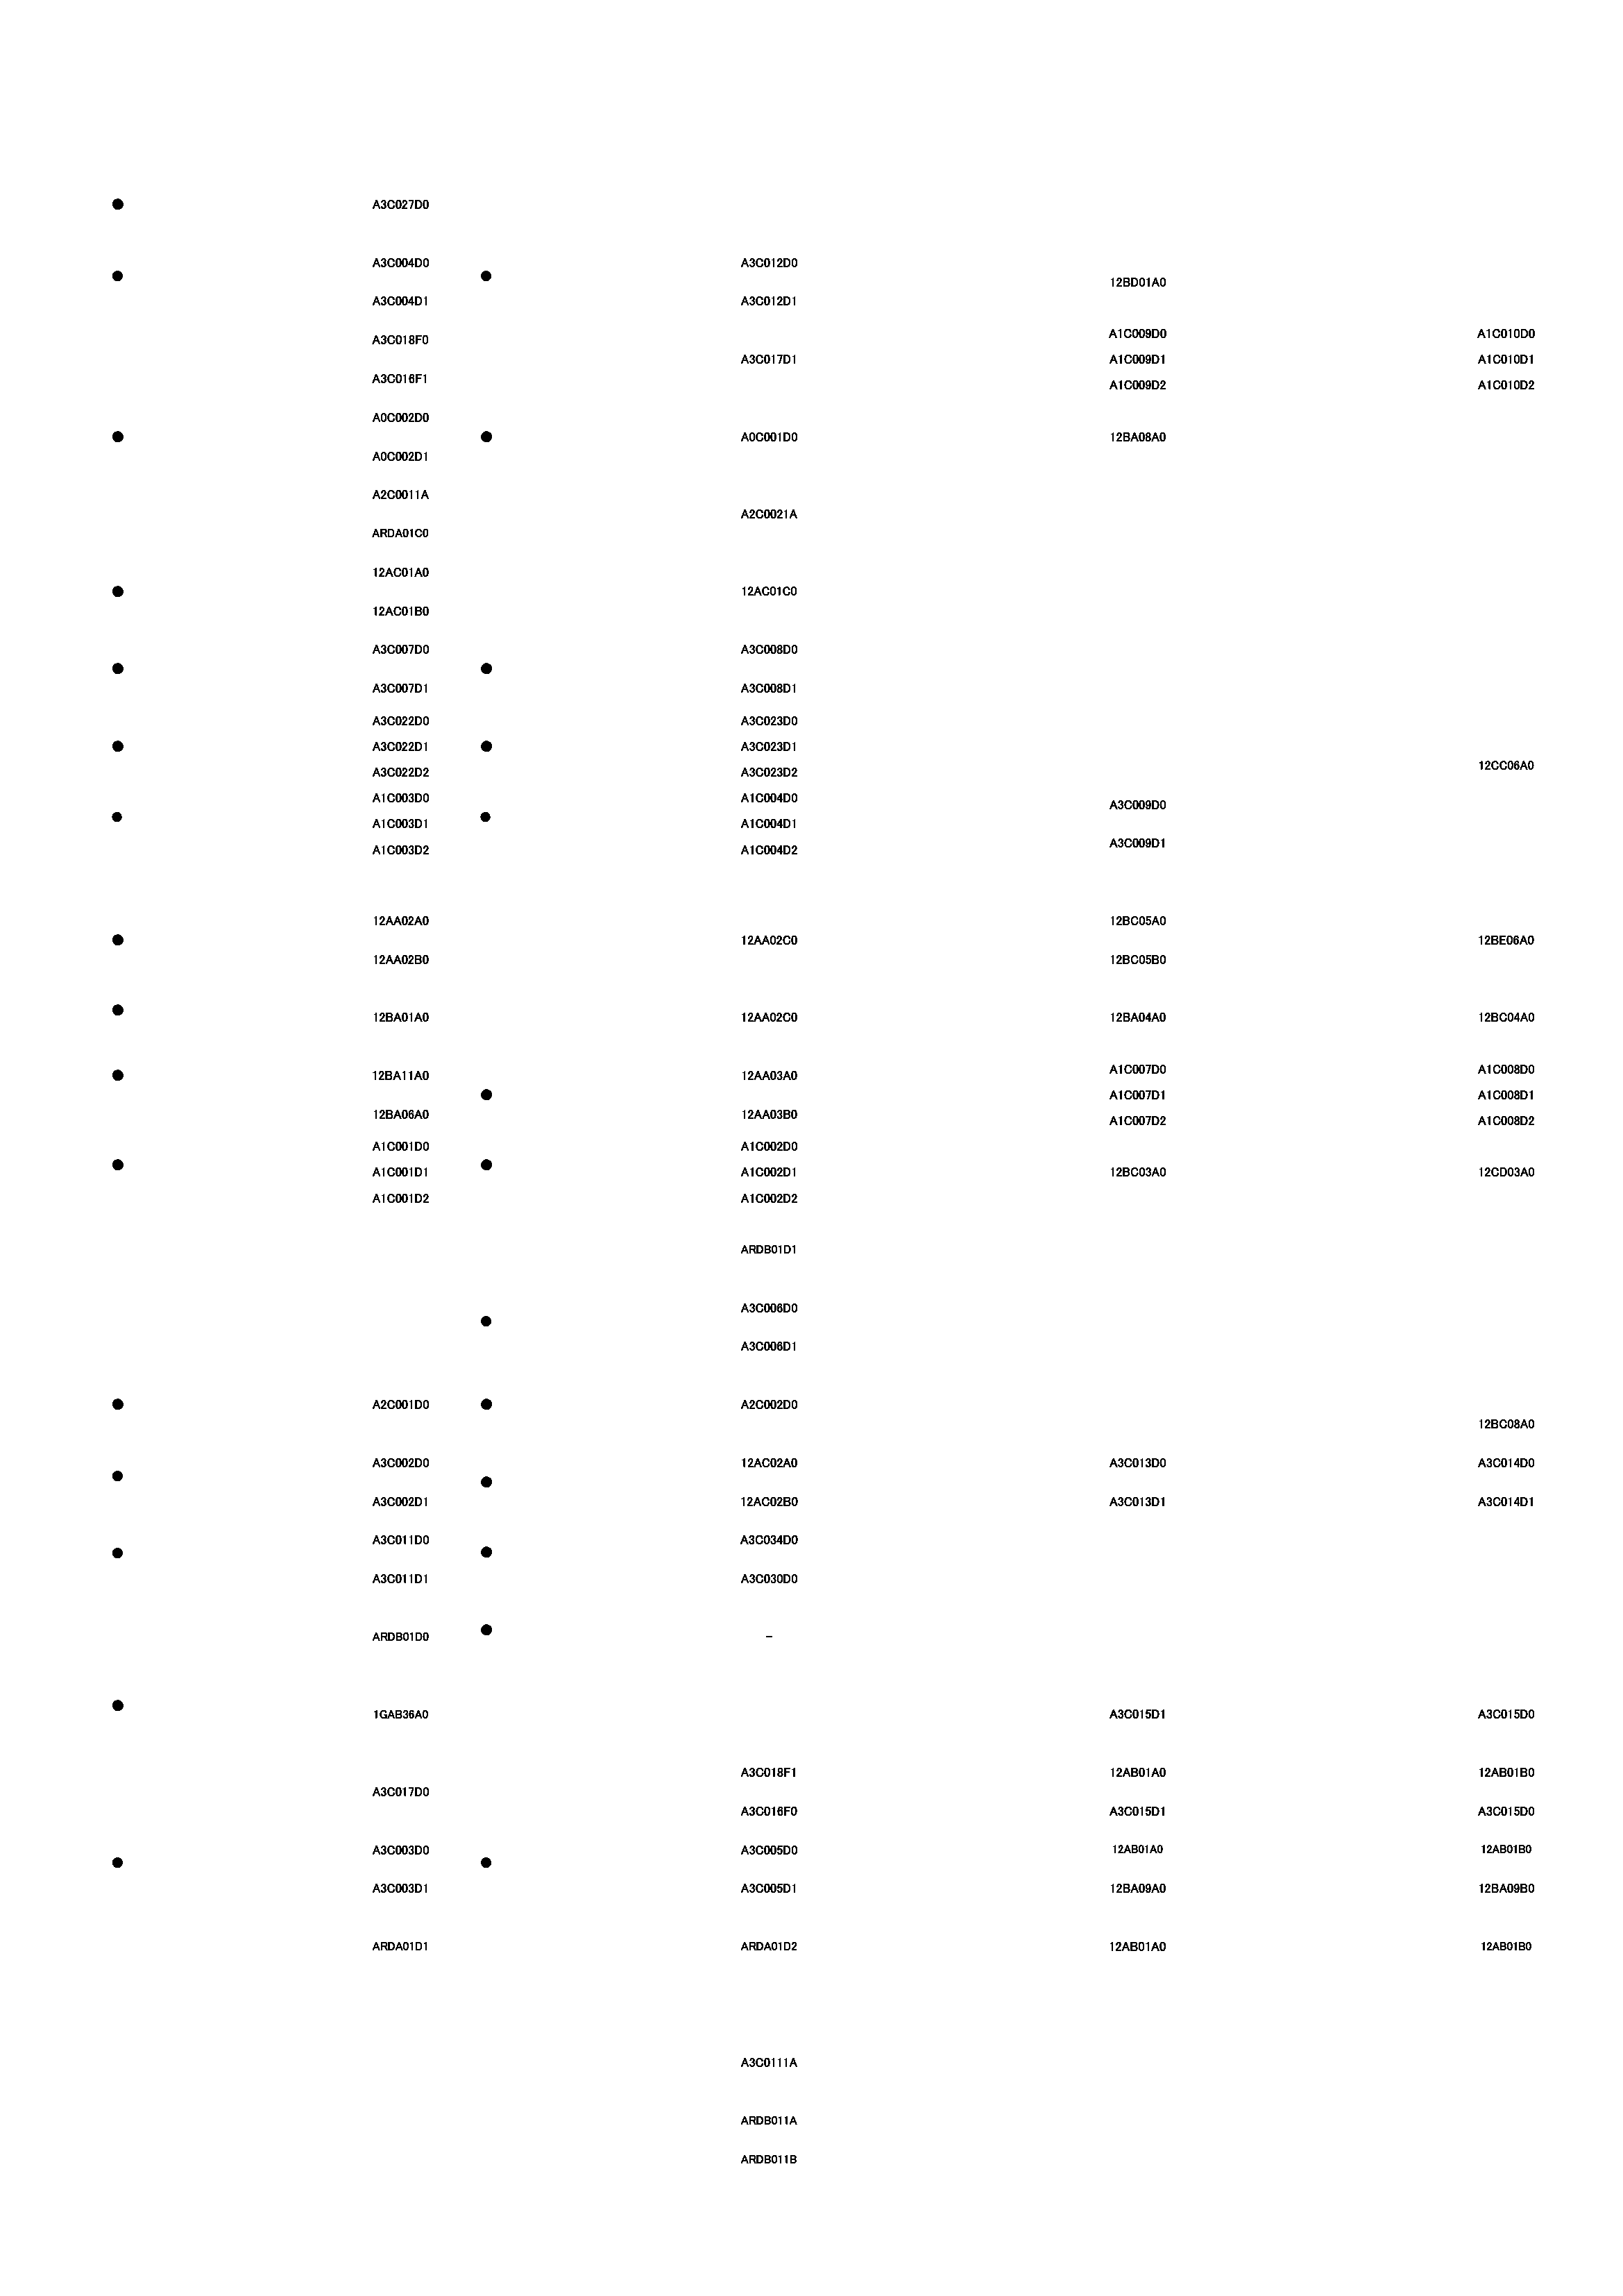 ● A3C027D0
A3C004D0 A3C012D0
● ● 12BD01A0
A3C004D1 A3C012D1
A1C009D0 A1C010D0
A3C018F0
A3C017D1 A1C009D1 A1C010D1
A3C016F1
A1C009D2 A1C010D2
A0C002D0
● ● A0C001D0 12BA08A0
A0C002D1
A2C0011A
A2C0021A
ARDA01C0
12AC01A0
● 12AC01C0
12AC01B0
A3C007D0 A3C008D0
● ●
A3C007D1 A3C008D1
A3C022D0 A3C023D0
● A3C022D1 ● A3C023D1
12CC06A0
A3C022D2 A3C023D2
A1C003D0 A1C004D0
A3C009D0
● A1C003D1 ● A1C004D1
A3C009D1
A1C003D2 A1C004D2
12AA02A0 12BC05A0
● 12AA02C0 12BE06A0
12AA02B0 12BC05B0
● 12BA01A0 12AA02C0 12BA04A0 12BC04A0
A1C007D0 A1C008D0
● 12BA11A0 12AA03A0
● A1C007D1 A1C008D1
12BA06A0 12AA03B0
A1C007D2 A1C008D2
A1C001D0 A1C002D0
● A1C001D1 ● A1C002D1 12BC03A0 12CD03A0
A1C001D2 A1C002D2
ARDB01D1
A3C006D0
●
A3C006D1
● A2C001D0 ● A2C002D0
12BC08A0
A3C002D0 12AC02A0 A3C013D0 A3C014D0
● ●
A3C002D1 12AC02B0 A3C013D1 A3C014D1
A3C011D0 A3C034D0
● ●
A3C011D1 A3C030D0
ARDB01D0 ● −
● 1GAB36A0 A3C015D1 A3C015D0
A3C018F1 12AB01A0 12AB01B0
A3C017D0
A3C016F0 A3C015D1 A3C015D0
A3C003D0 A3C005D0 12AB01A0 12AB01B0
● ●
A3C003D1 A3C005D1 12BA09A0 12BA09B0
ARDA01D1 ARDA01D2 12AB01A0 12AB01B0
A3C0111A
ARDB011A
ARDB011B